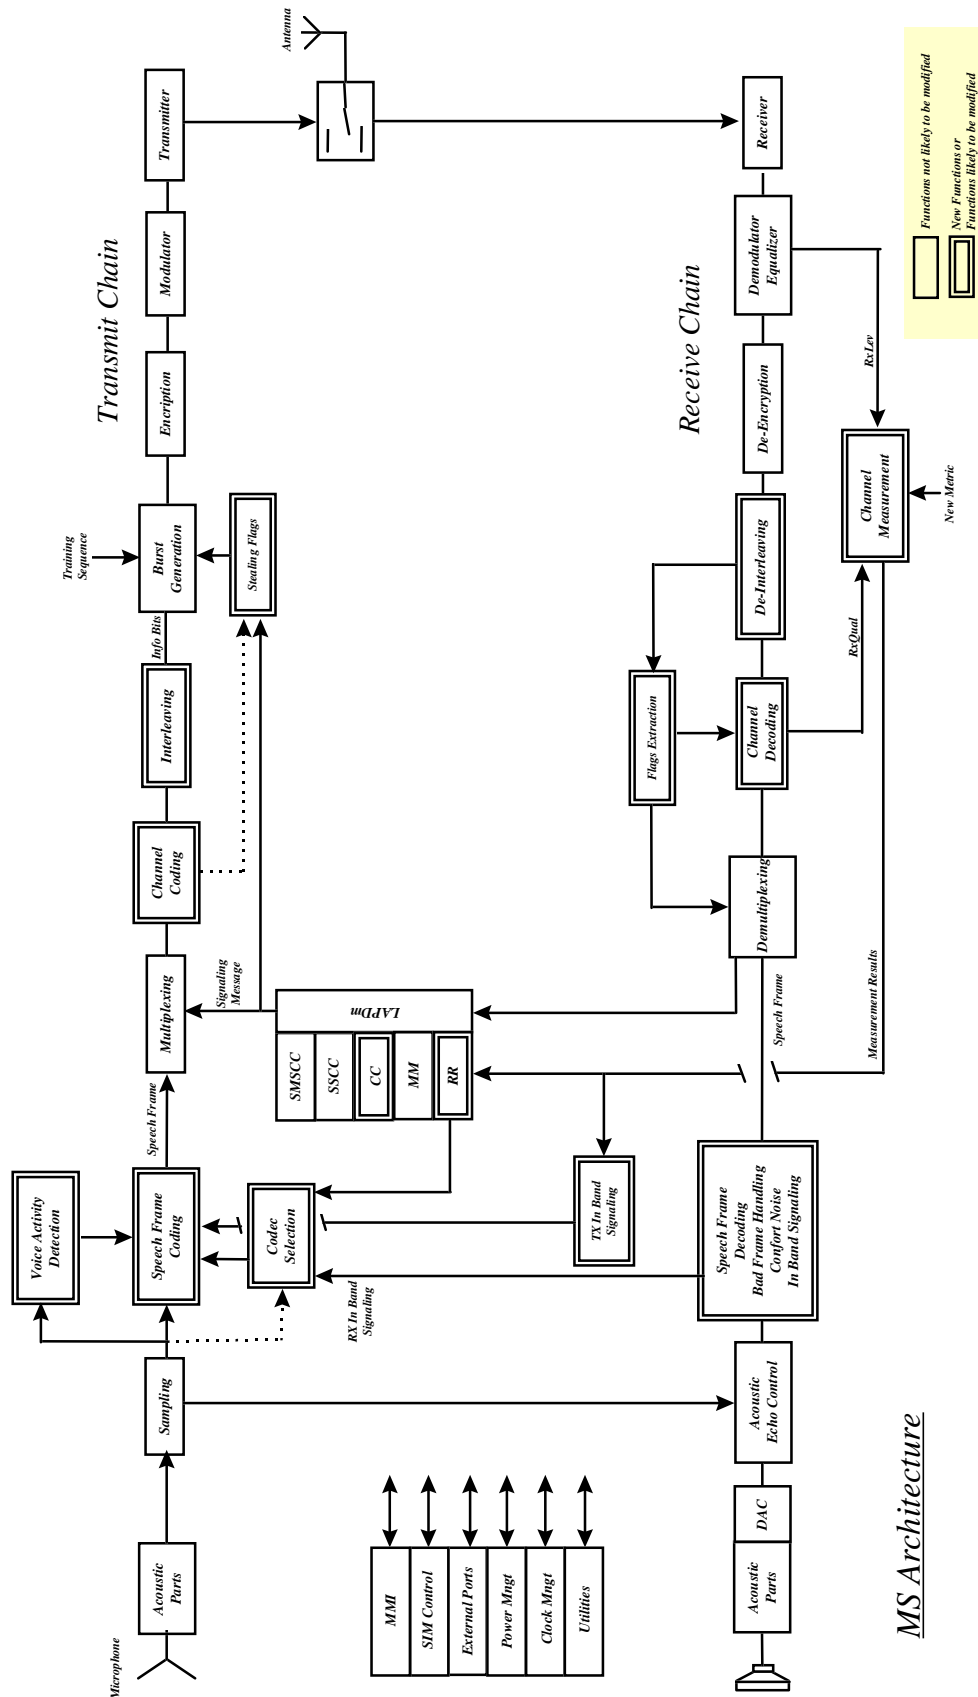 Microphone
Acoustic
Parts
Sampling
Voice Activity
Detection
Speech Frame
Coding
Speech Frame
Multiplexing
Channel
Coding
Interleaving
Info Bits
Training
Sequence
Burst
Generation
Encription
Modulator
Transmitter
Transmit Chain
Antenna
Stealing Flags
Signaling
Message
Codec
Selection
RX In Band
Signaling
LAPDm
SMSCC
SSCC
CC
MM
RR
TX In Band
Signaling
MMI
SIM Control
External Ports
Power Mngt
Clock Mngt
Utilities
Receive Chain
Receiver
Demodulator
Equalizer
De-Encryption
De-Interleaving
Flags Extraction
Channel
Decoding
Demultiplexing
Speech Frame
Speech Frame
Decoding
Bad Frame Handling
Confort Noise
In Band Signaling
Acoustic
Echo Control
DAC
Acoustic
Parts
RxLev
RxQual
Channel
Measurement
New Metric
Measurement Results
MS Architecture
Functions not likely to be modified
New Functions or
Functions likely to be modified